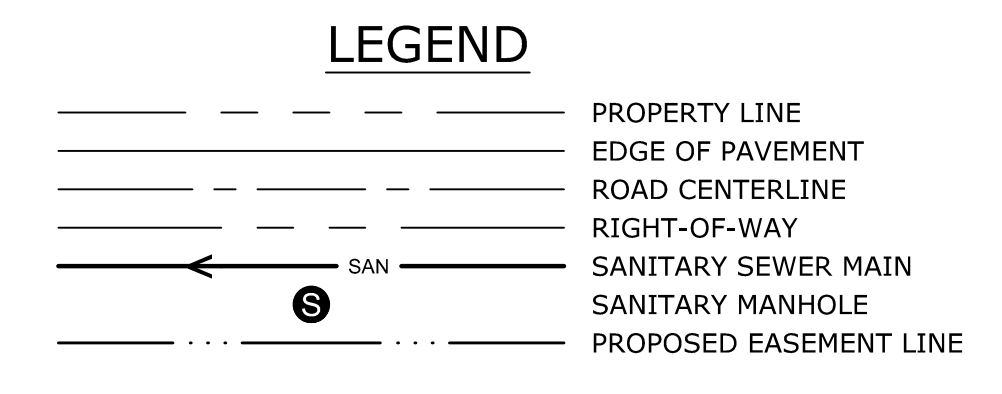 LEGEND
PROPERTY LINE
EDGE OF PAVEMENT
ROAD CENTERLINE
RIGHT-OF-WAY
SAN SANITARY SEWER MAIN
S SANITARY MANHOLE
PROPOSED EASEMENT LINE